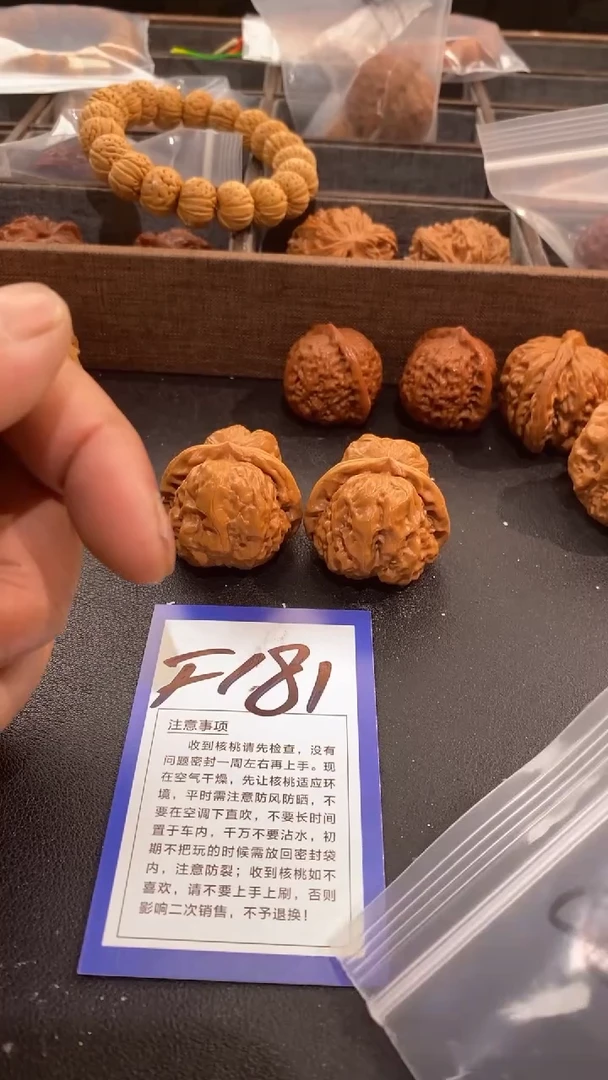 F181
注意事项
收到核桃请先检查，没有
问题密封一周左右再上手。现
在空气干燥，先让核桃适应环
境，平时需注意防风防晒，不
要在空调下直吹，不要长时间
置于车内，千万不要沾水，初
期不把玩的时候需放回密封袋
内，注意防裂；收到核桃如不
喜欢，请不要上手上刷，否则
影响二次销售，不予退换！